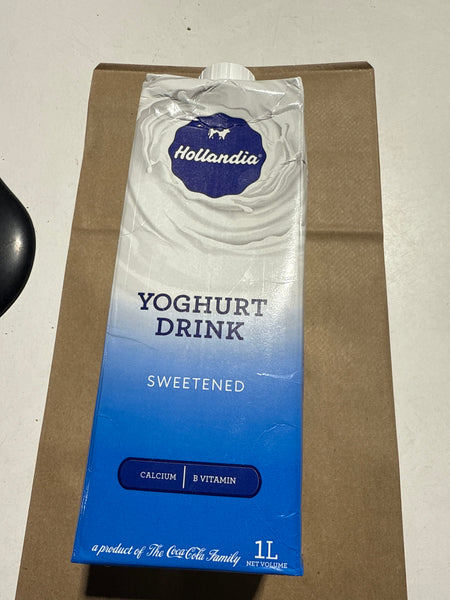 Hollandia®
YOGHURT
DRINK
SWEETENED
CALCIUM | B VITAMIN
a product of The Coca-Cola Family
1L
NET VOLUME